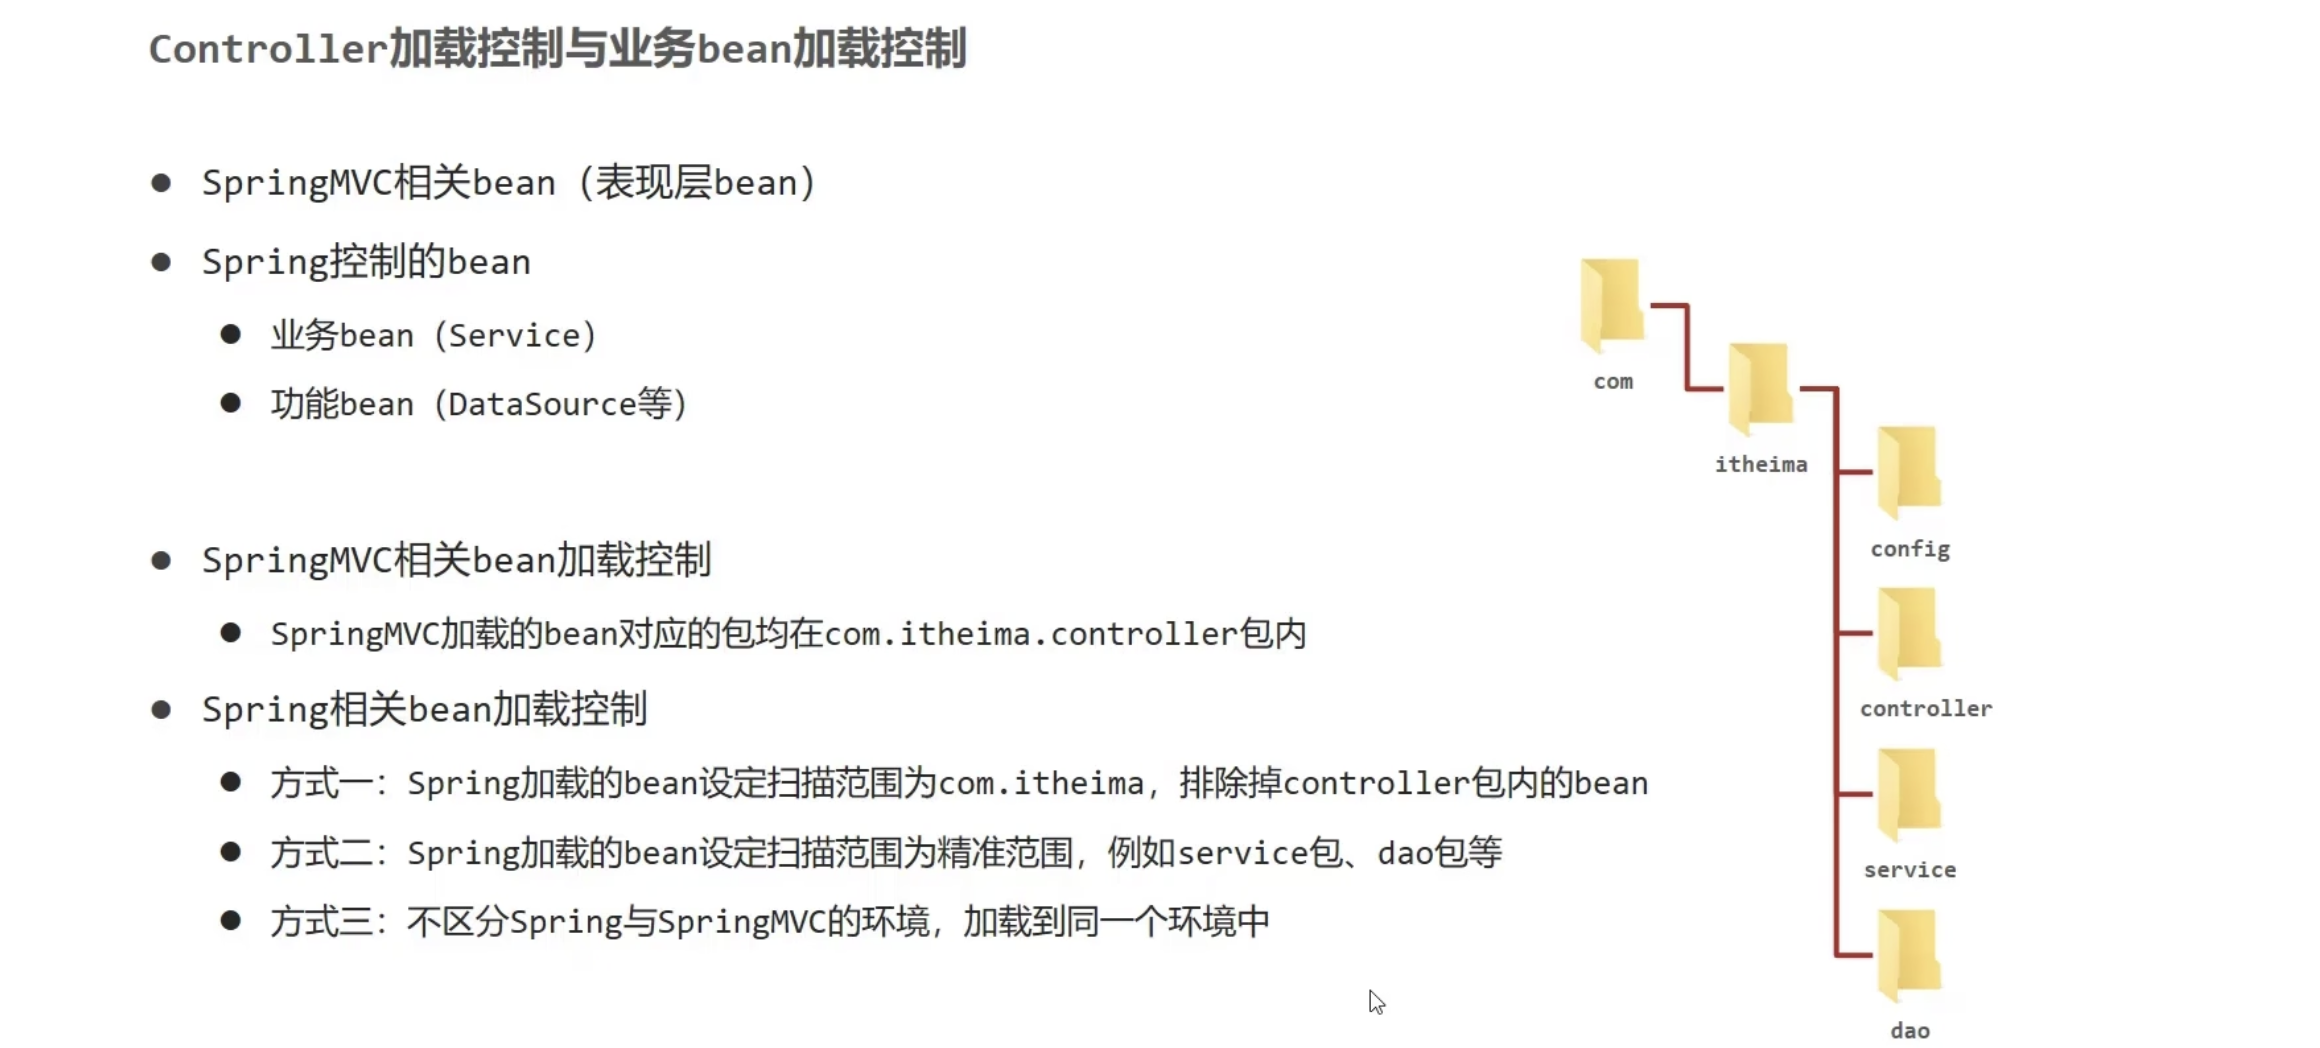 Controller加载控制与业务bean加载控制
SpringMVC相关bean（表现层bean）
Spring控制的bean
业务bean（Service）
功能bean（DataSource等）
SpringMVC相关bean加载控制
SpringMVC加载的bean对应的包均在com.itheima.controller包内
Spring相关bean加载控制
方式一：Spring加载的bean设定扫描范围为com.itheima，排除掉controller包内的bean
方式二：Spring加载的bean设定扫描范围为精准范围，例如service包、dao包等
方式三：不区分Spring与SpringMVC的环境，加载到同一个环境中
com
itheima
config
controller
service
dao